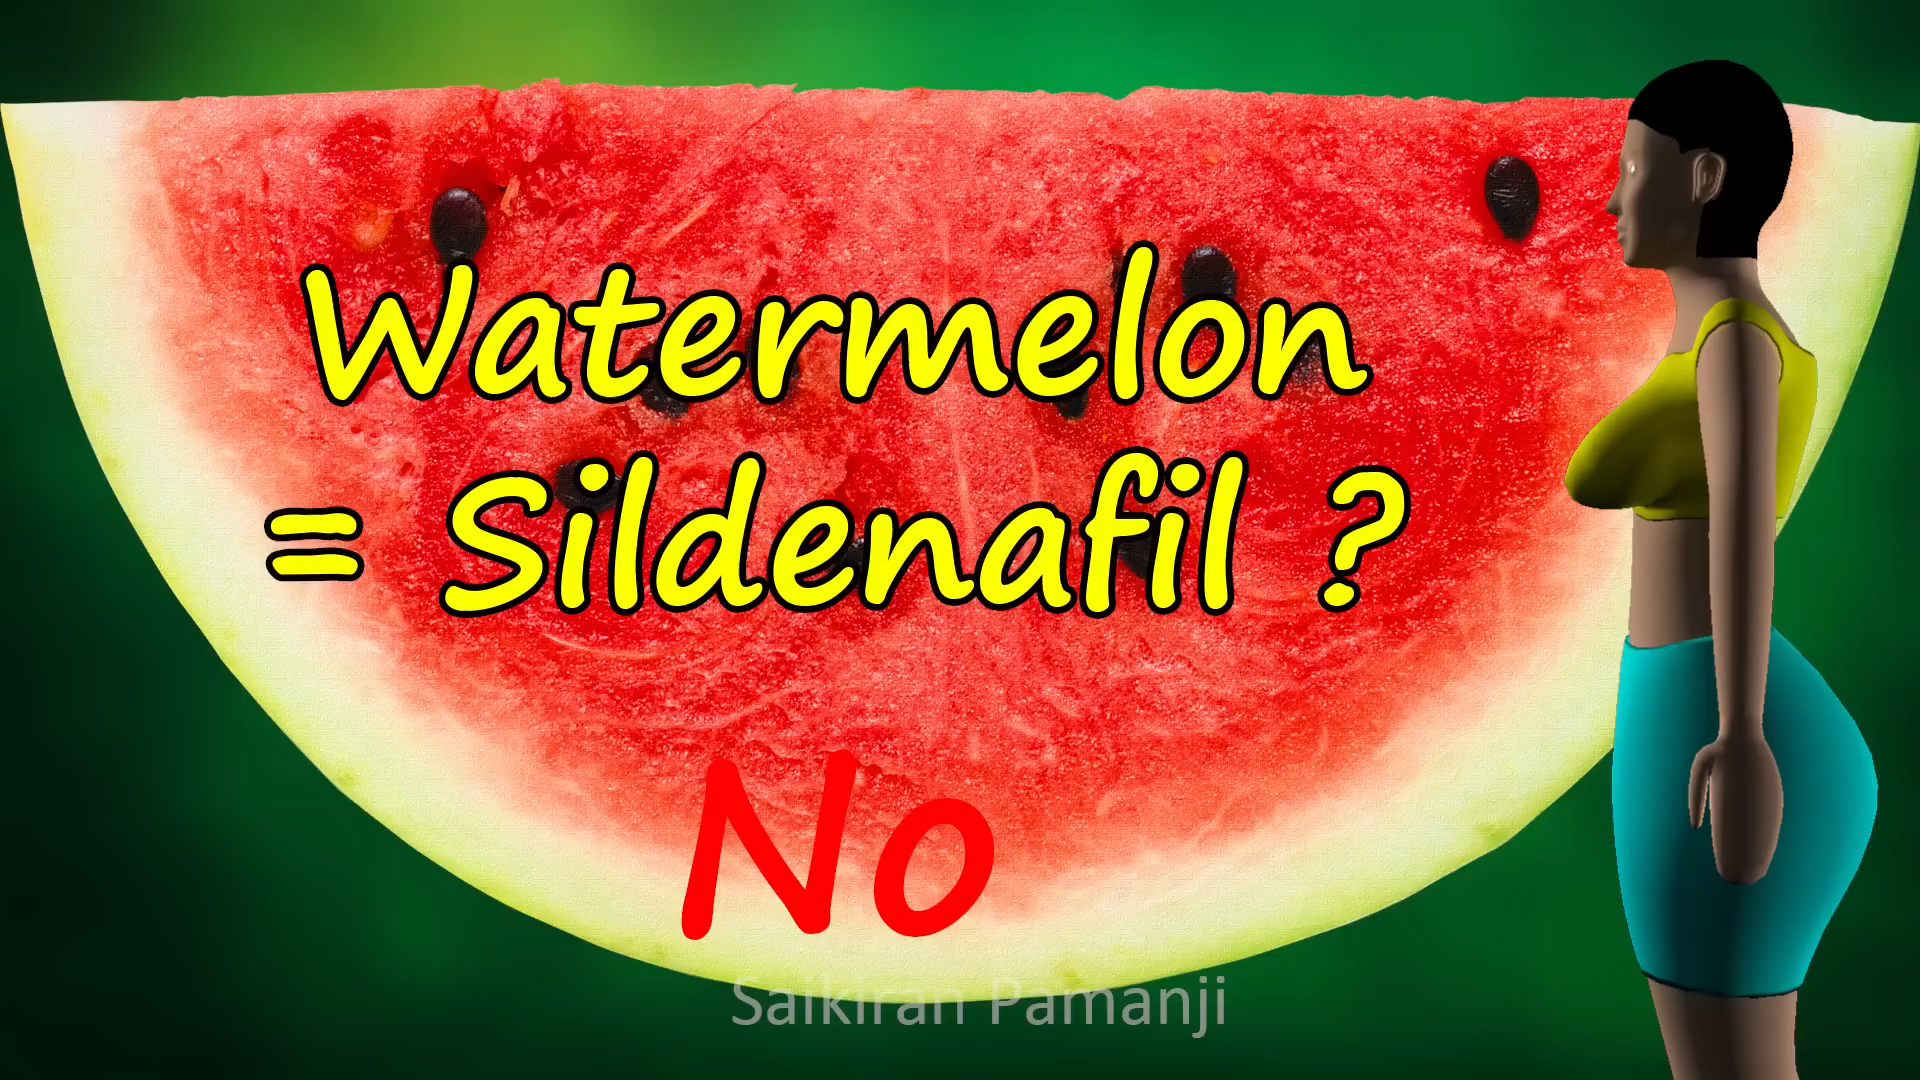 Watermelon
= Sildenafil ?
No
Saikiran Pamanji